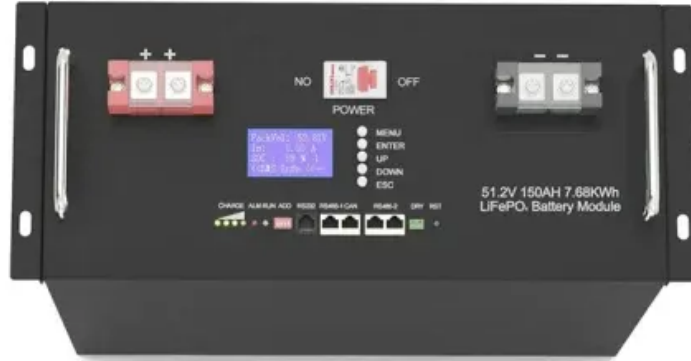 + +
− −
NO
OFF
POWER
MENU
ENTER
UP
DOWN
ESC
51.2V 150AH 7.68KWh
LiFePO₄ Battery Module
CHARGE ALM RUN ADD RS232 RS485-1 CAN RS485-2 DRY RST